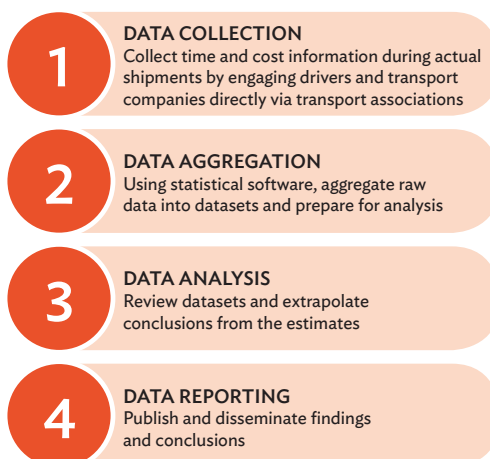 1
DATA COLLECTION
Collect time and cost information during actual
shipments by engaging drivers and transport
companies directly via transport associations
2
DATA AGGREGATION
Using statistical software, aggregate raw
data into datasets and prepare for analysis
3
DATA ANALYSIS
Review datasets and extrapolate
conclusions from the estimates
4
DATA REPORTING
Publish and disseminate findings
and conclusions